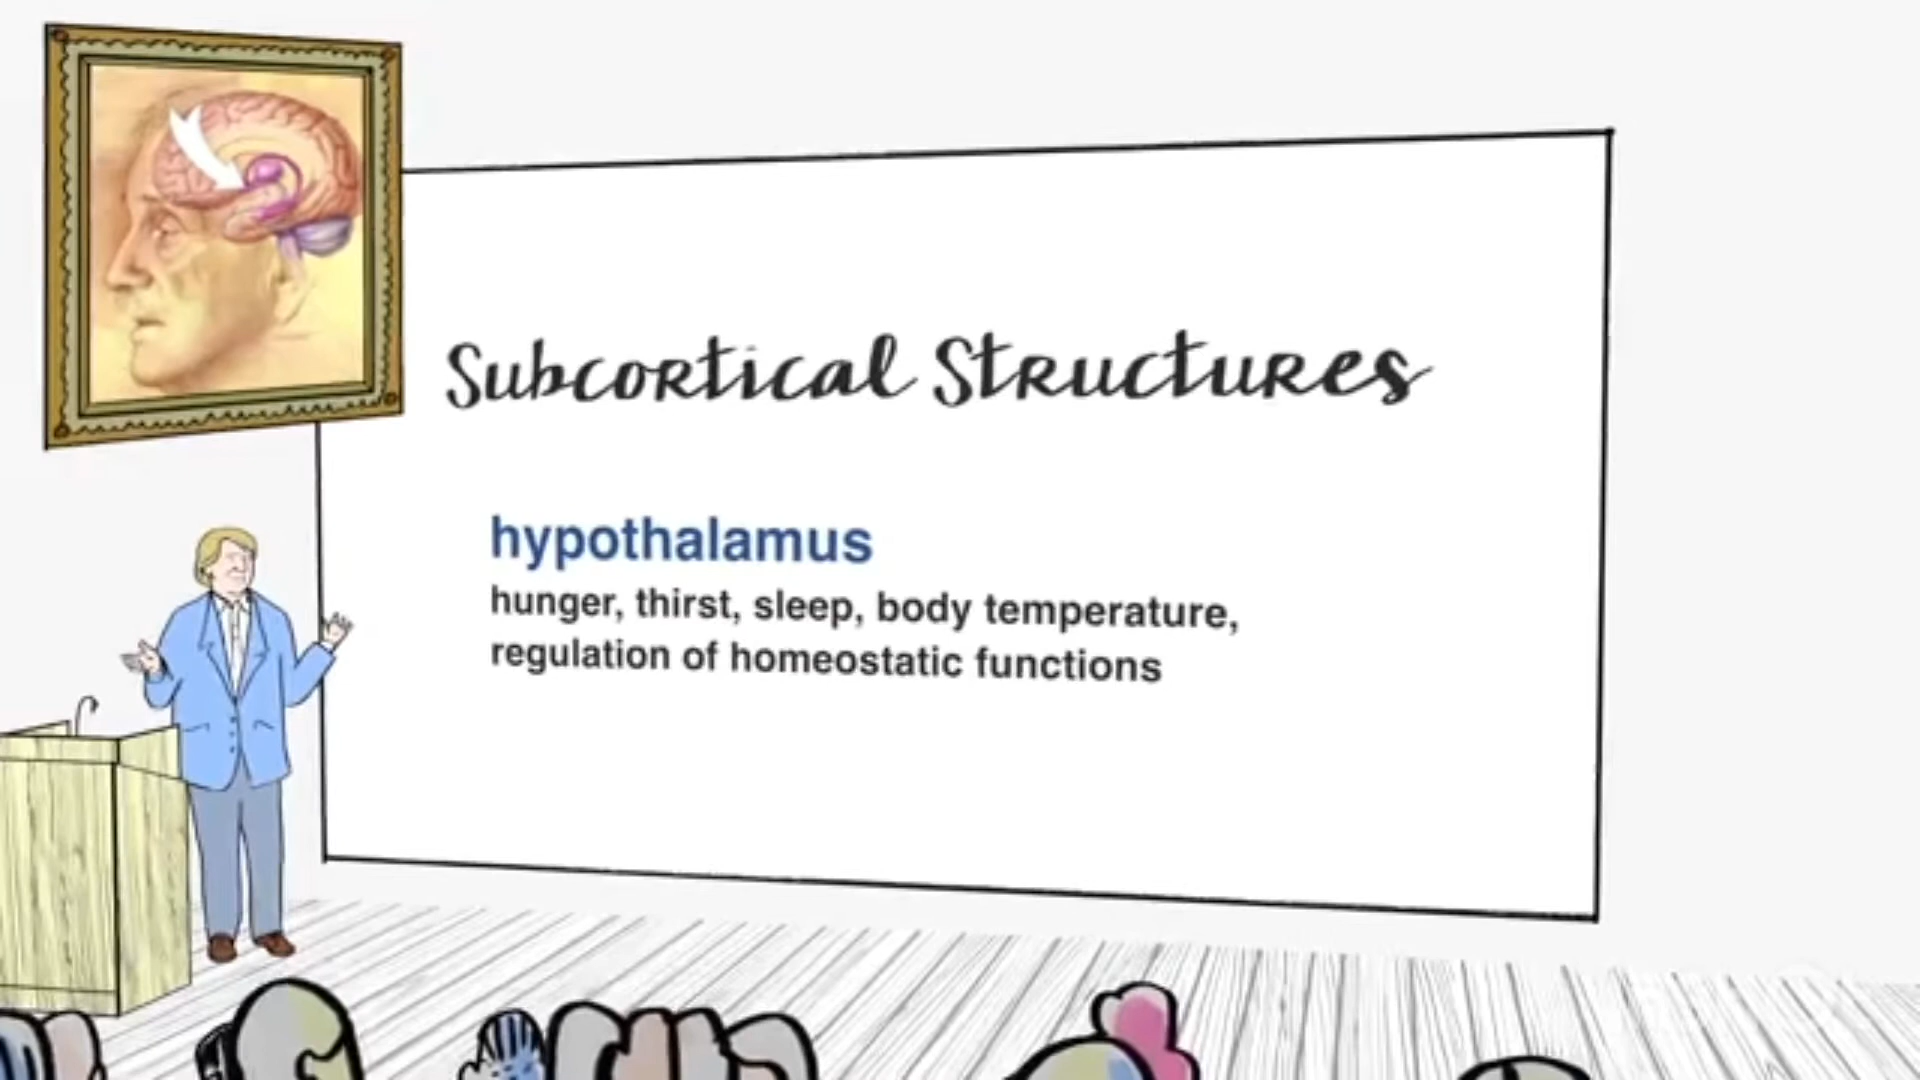 Subcortical Structures
hypothalamus
hunger, thirst, sleep, body temperature,
regulation of homeostatic functions